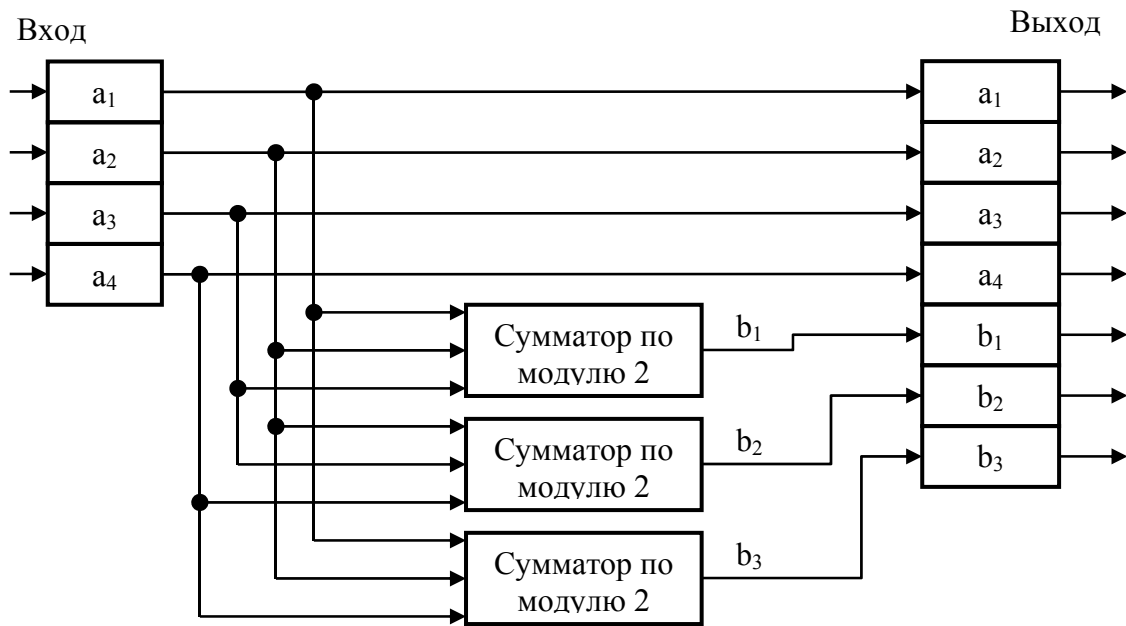 Вход
Выход
a₁
a₂
a₃
a₄
a₁
a₂
a₃
a₄
b₁
b₂
b₃
Сумматор по
модулю 2
b₁
Сумматор по
модулю 2
b₂
Сумматор по
модулю 2
b₃